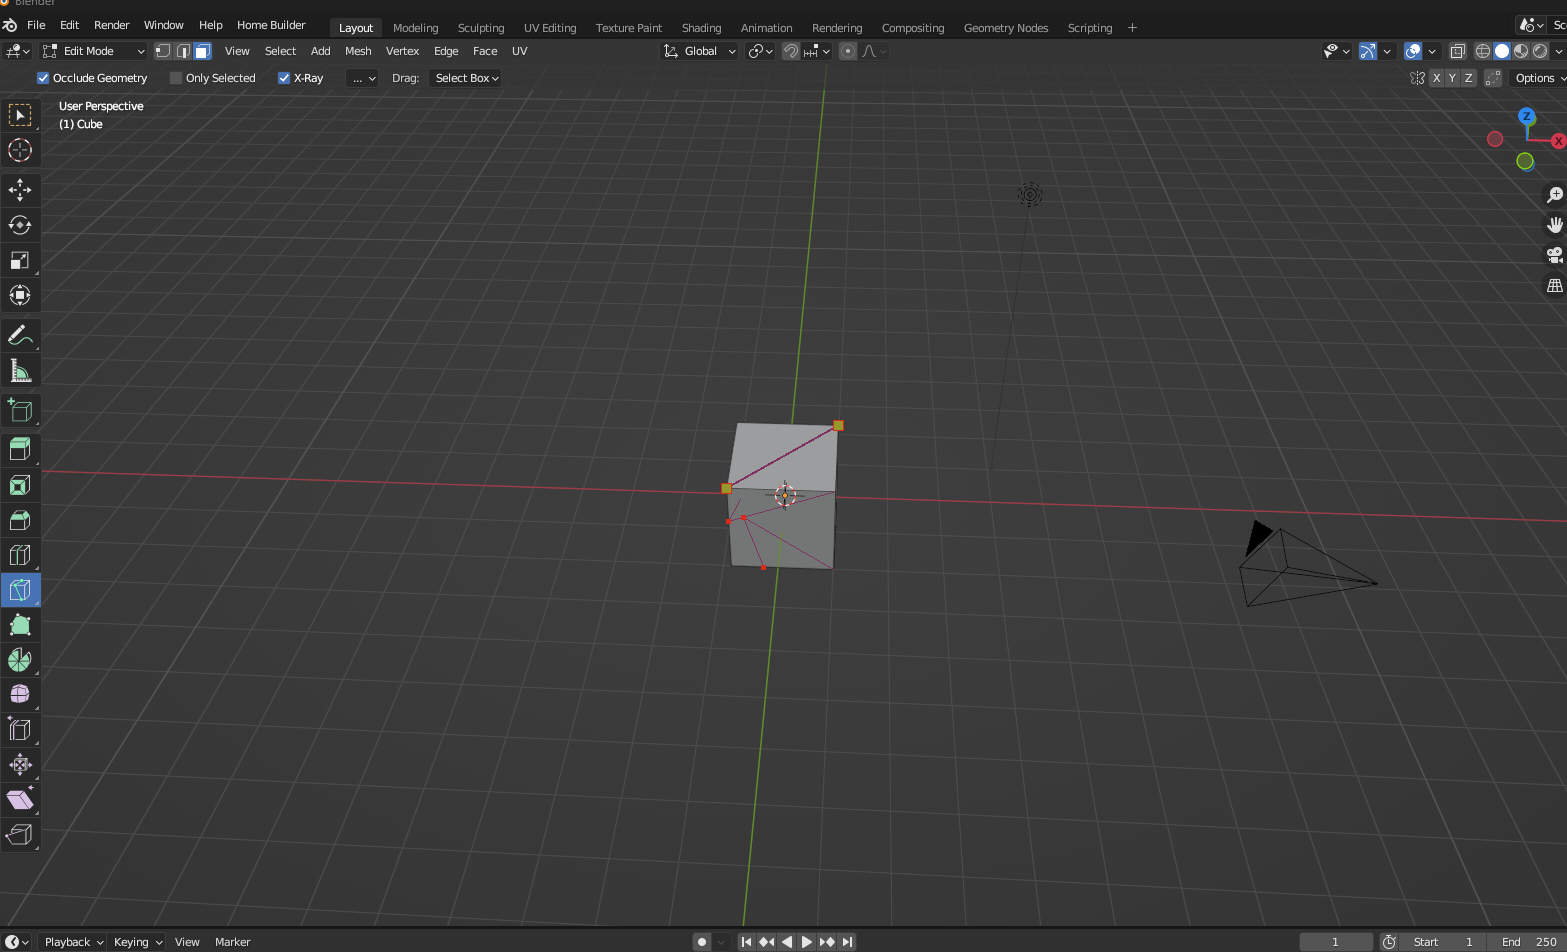 Blender
File Edit Render Window Help Home Builder Layout Modeling Sculpting UV Editing Texture Paint Shading Animation Rendering Compositing Geometry Nodes Scripting + Sc
Edit Mode View Select Add Mesh Vertex Edge Face UV Global
Occlude Geometry Only Selected X-Ray ... Drag: Select Box X Y Z Options
User Perspective
(1) Cube
Z
X
Playback Keying View Marker 1 Start 1 End 250